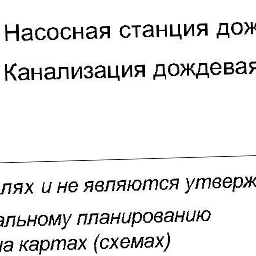 Насосная станция дож
Канализация дождевая
лях и не являются утверж
альному планированию
на картах (схемах)